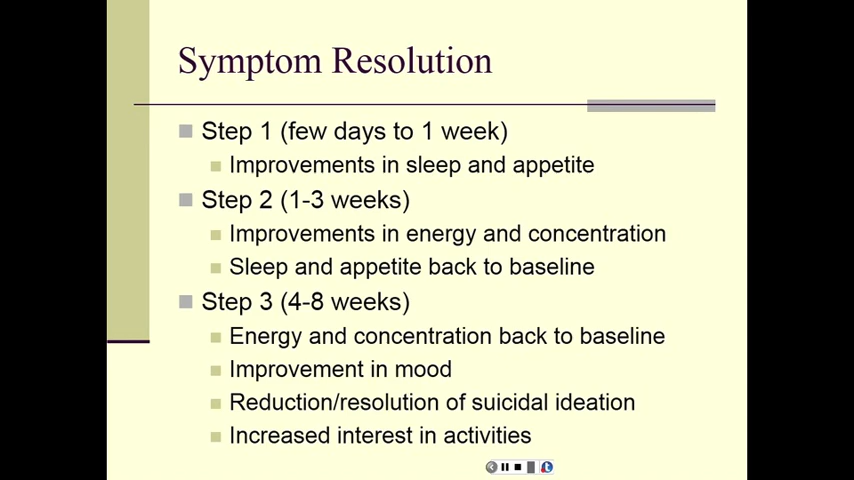 Symptom Resolution
Step 1 (few days to 1 week)
Improvements in sleep and appetite
Step 2 (1-3 weeks)
Improvements in energy and concentration
Sleep and appetite back to baseline
Step 3 (4-8 weeks)
Energy and concentration back to baseline
Improvement in mood
Reduction/resolution of suicidal ideation
Increased interest in activities